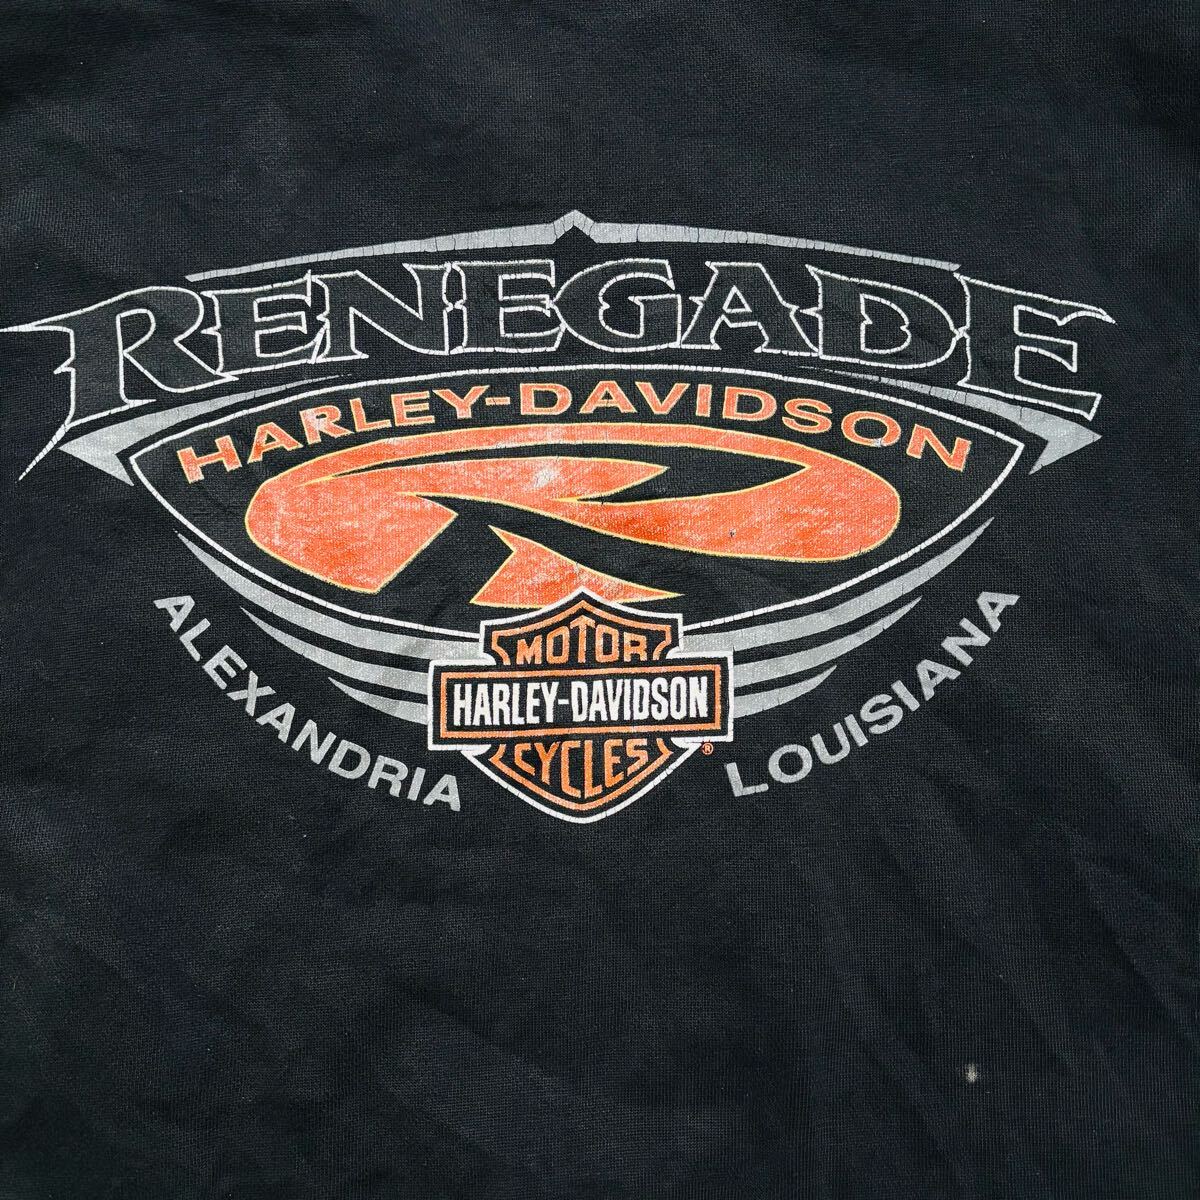 RENEGADE
HARLEY-DAVIDSON
MOTOR
HARLEY-DAVIDSON
CYCLES
®
ALEXANDRIA LOUISIANA